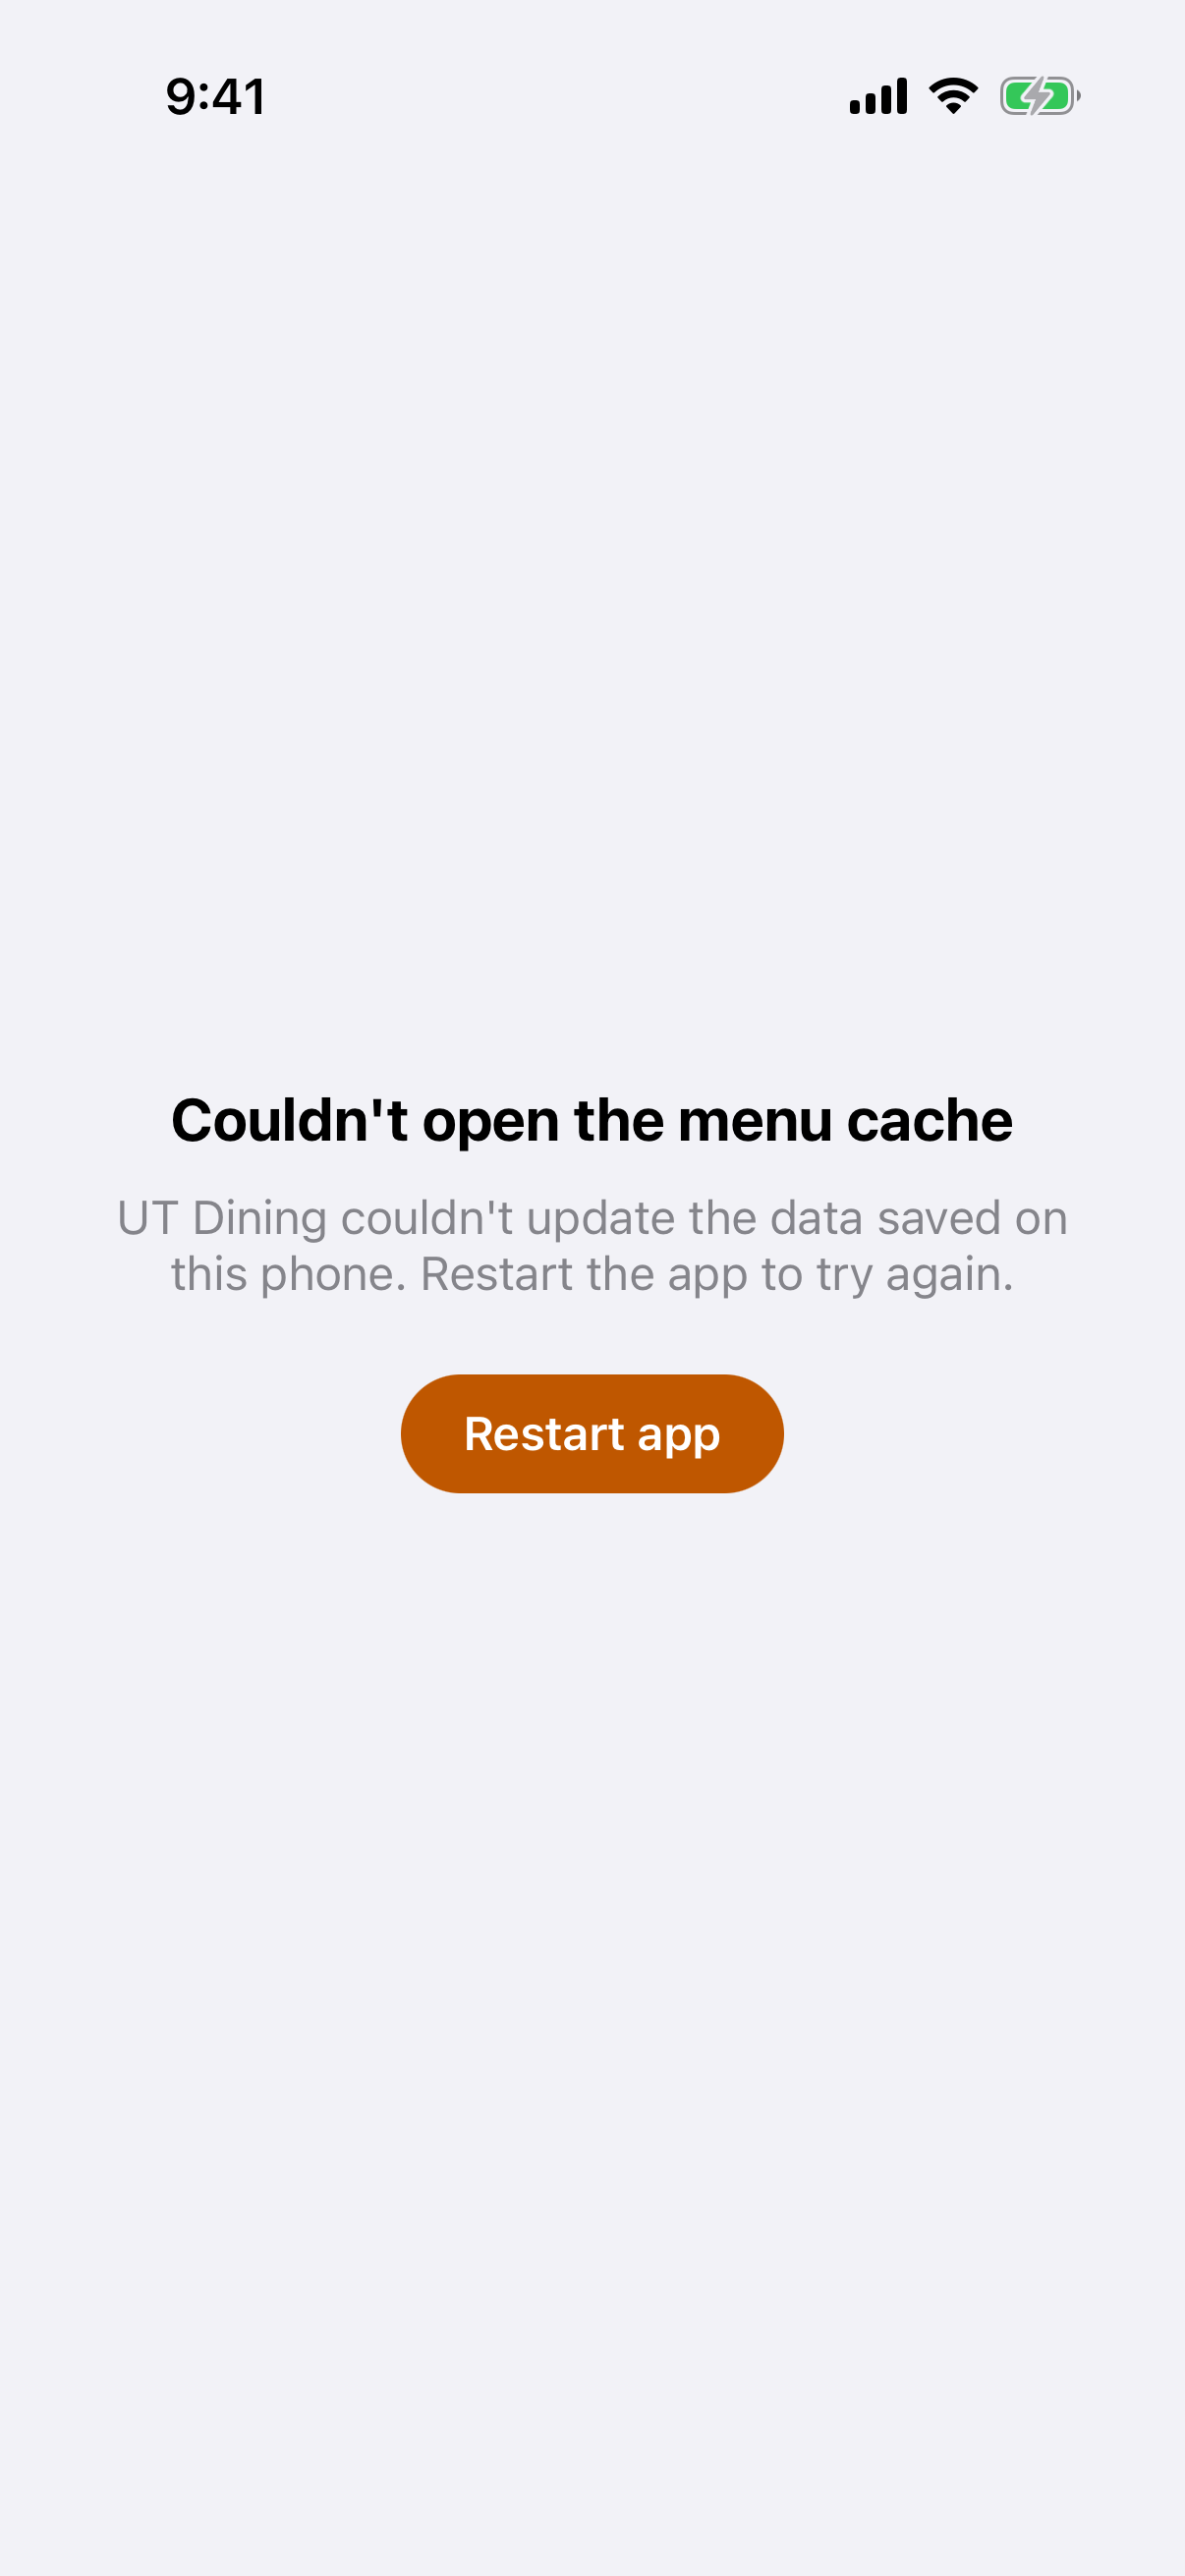 9:41
Couldn't open the menu cache
UT Dining couldn't update the data saved on
this phone. Restart the app to try again.
Restart app